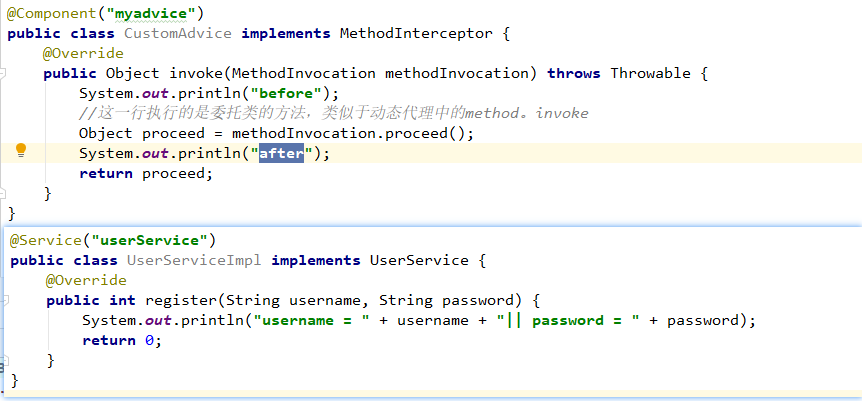 @Component("myadvice")
public class CustomAdvice implements MethodInterceptor {
@Override
public Object invoke(MethodInvocation methodInvocation) throws Throwable {
System.out.println("before");
//这一行执行的是委托类的方法，类似于动态代理中的method。invoke
Object proceed = methodInvocation.proceed();
System.out.println("after");
return proceed;
}
}
@Service("userService")
public class UserServiceImpl implements UserService {
@Override
public int register(String username, String password) {
System.out.println("username = " + username + "|| password = " + password);
return 0;
}
}